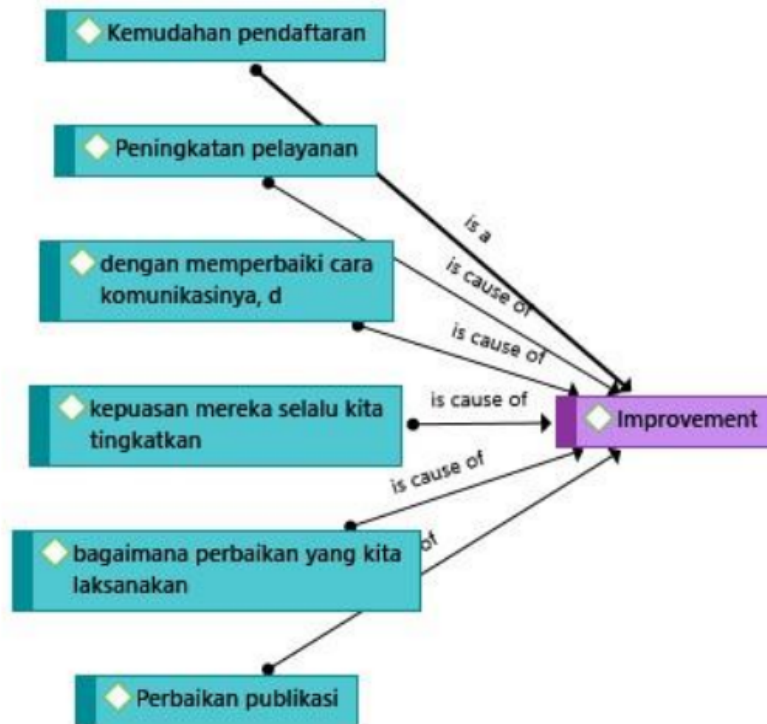 Kemudahan pendaftaran
Peningkatan pelayanan
is a
is cause of
dengan memperbaiki cara
komunikasinya, d
is cause of
kepuasan mereka selalu kita
tingkatkan
is cause of
Improvement
is cause of
bagaimana perbaikan yang kita
laksanakan
of
Perbaikan publikasi